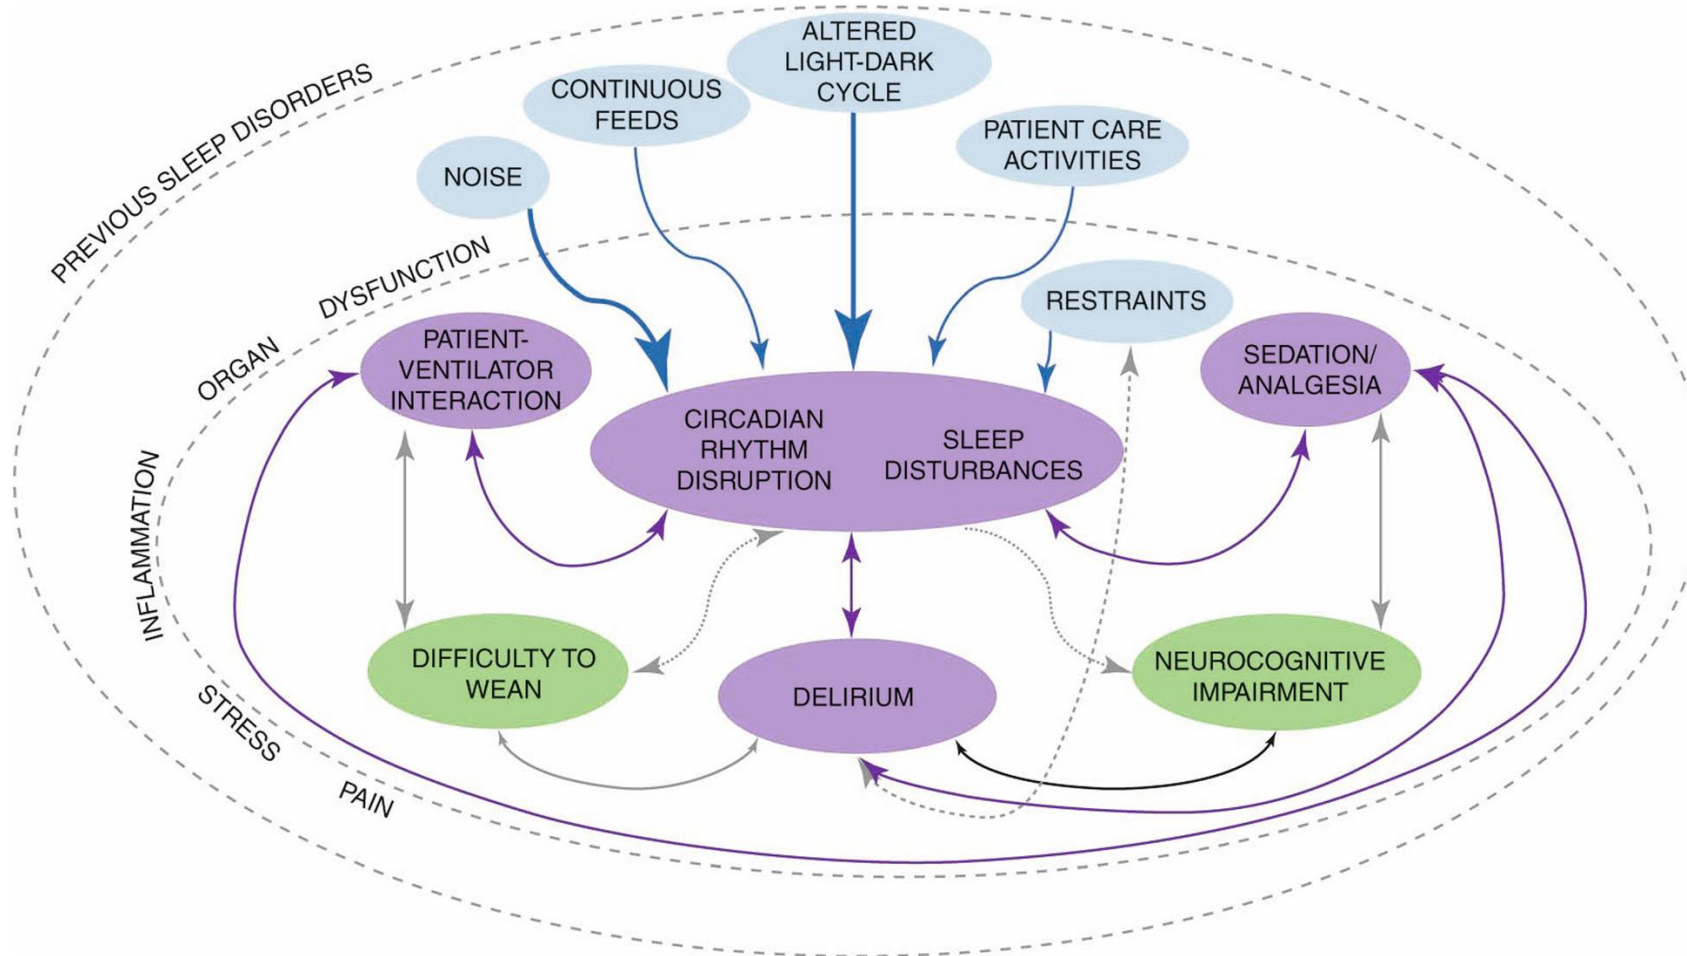 ALTERED
LIGHT-DARK
CYCLE
CONTINUOUS
FEEDS
PATIENT CARE
ACTIVITIES
NOISE
PREVIOUS SLEEP DISORDERS
ORGAN DYSFUNCTION
INFLAMMATION
STRESS
PAIN
RESTRAINTS
PATIENT-
VENTILATOR
INTERACTION
SEDATION/
ANALGESIA
CIRCADIAN
RHYTHM
DISRUPTION
SLEEP
DISTURBANCES
DIFFICULTY TO
WEAN
DELIRIUM
NEUROCOGNITIVE
IMPAIRMENT